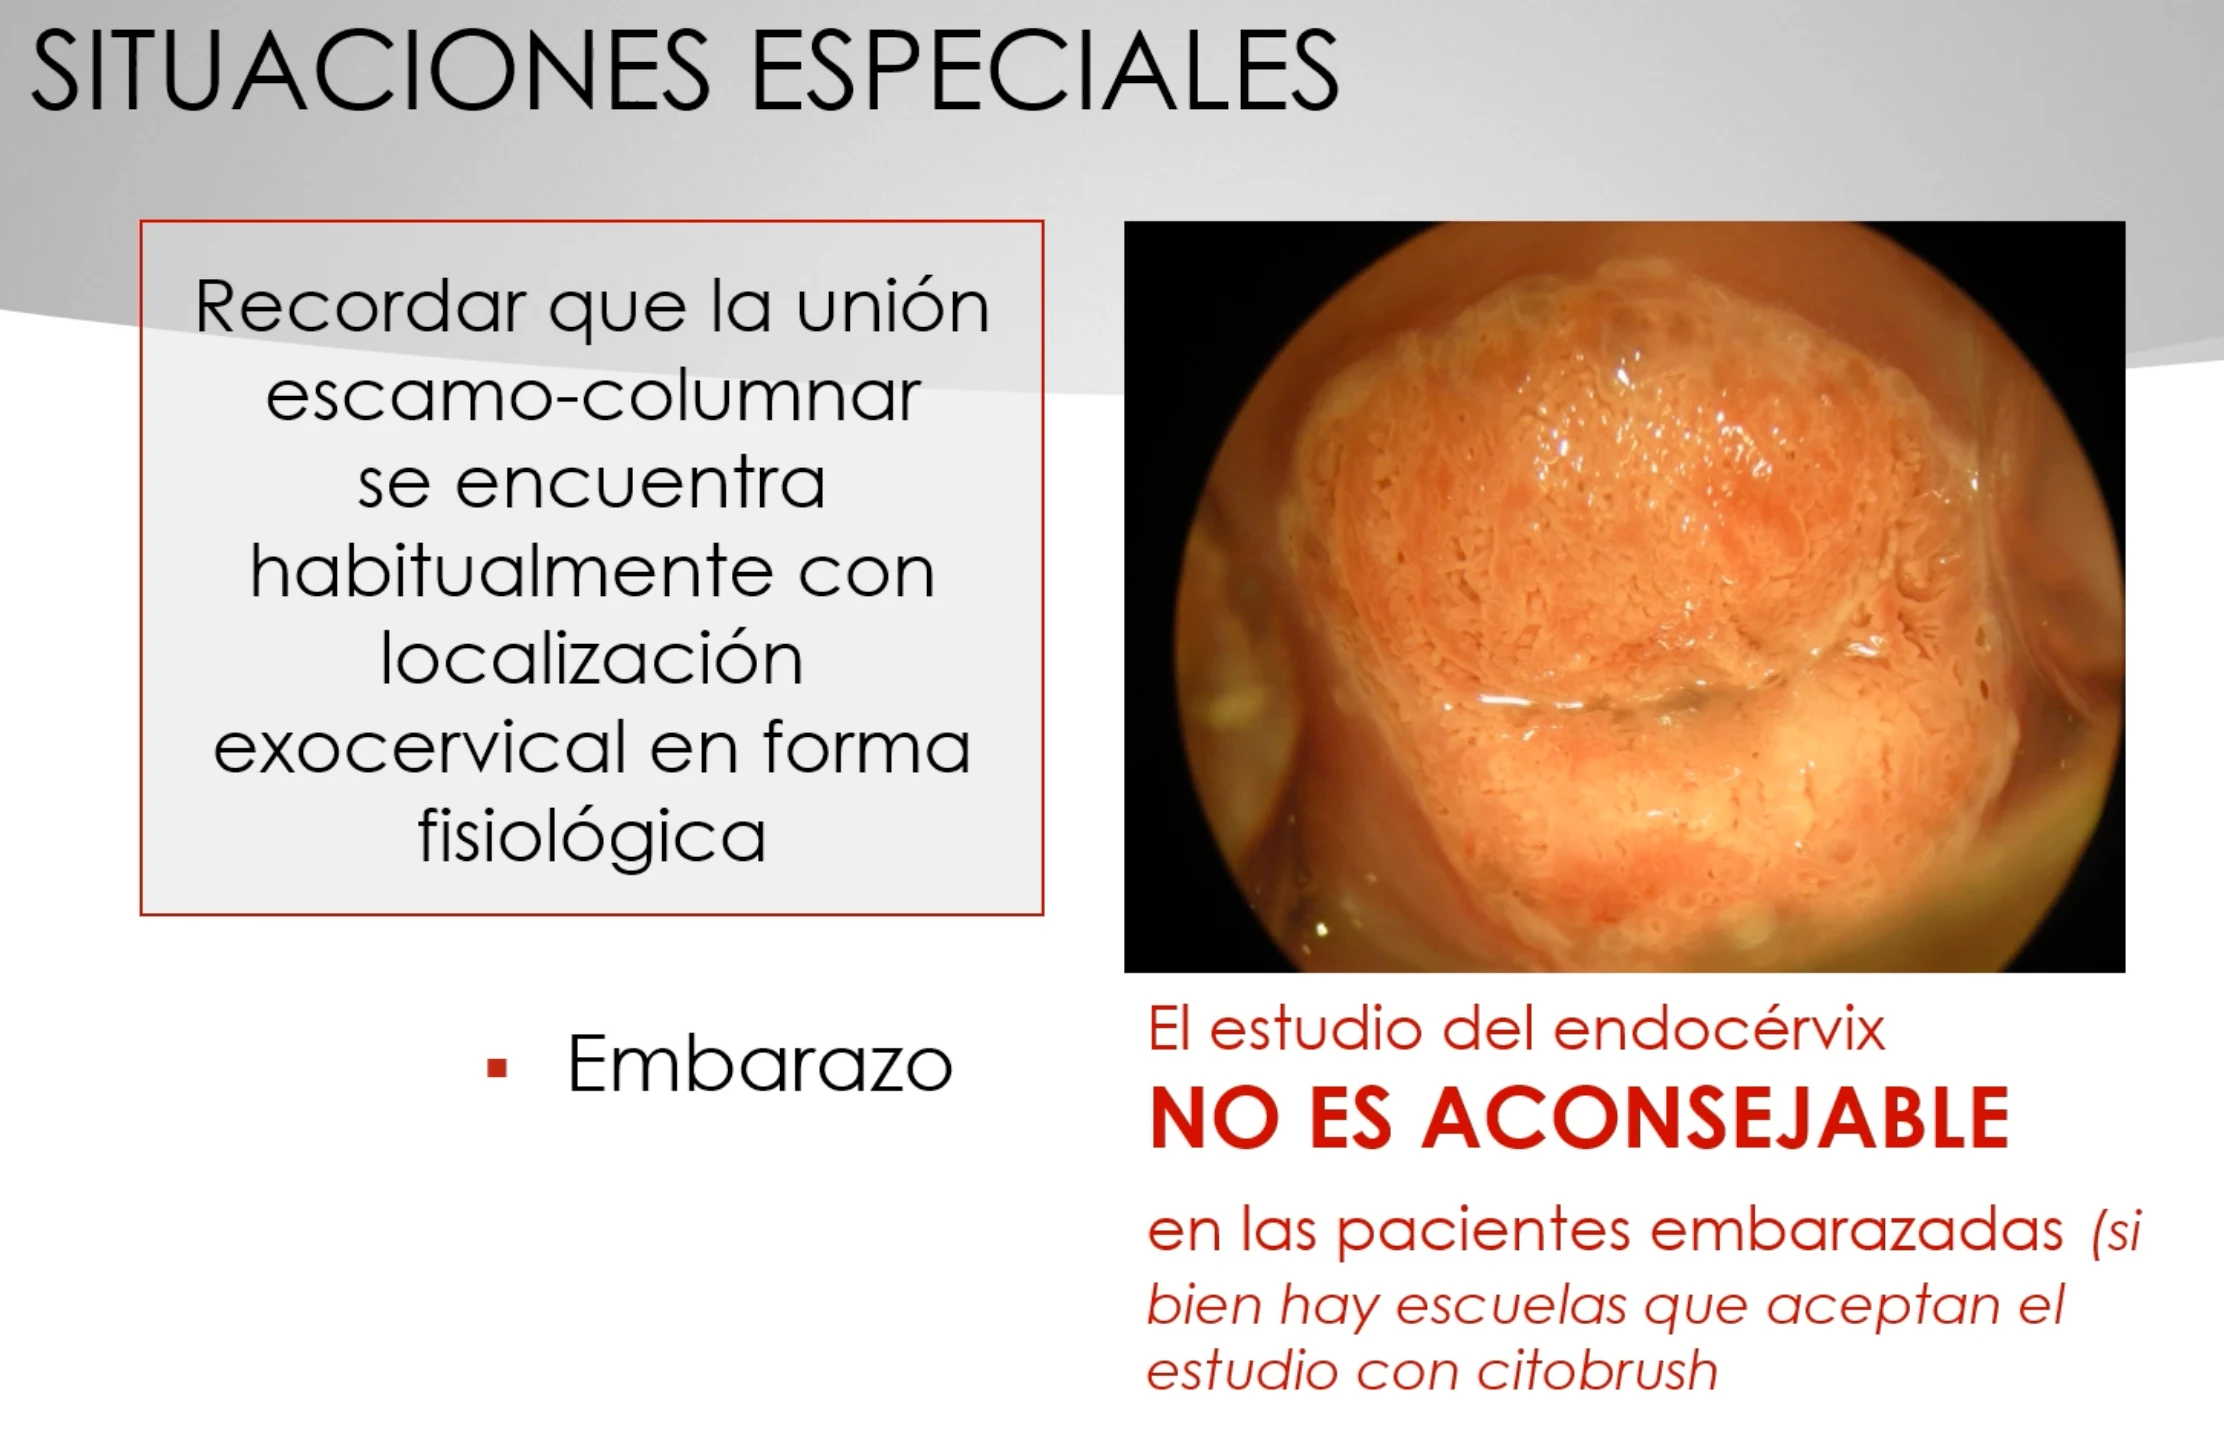 SITUACIONES ESPECIALES
Recordar que la unión
escamo-columnar
se encuentra
habitualmente con
localización
exocervical en forma
fisiológica
▪ Embarazo
El estudio del endocérvix
NO ES ACONSEJABLE
en las pacientes embarazadas (si
bien hay escuelas que aceptan el
estudio con citobrush